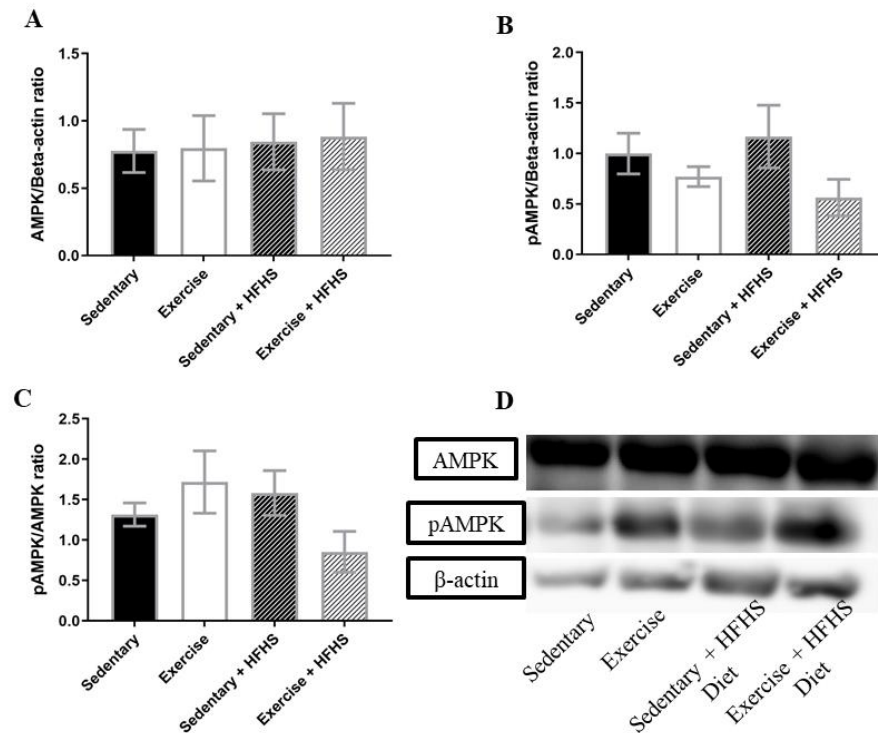 A
AMPK/Beta-actin ratio
1.5
1.0
0.5
0.0
Sedentary
Exercise
Sedentary + HFHS
Exercise + HFHS
B
pAMPK/Beta-actin ratio
2.0
1.5
1.0
0.5
0.0
Sedentary
Exercise
Sedentary + HFHS
Exercise + HFHS
C
pAMPK/AMPK ratio
2.5
2.0
1.5
1.0
0.5
0.0
Sedentary
Exercise
Sedentary + HFHS
Exercise + HFHS
D
AMPK
pAMPK
β-actin
Sedentary
Exercise
Sedentary + HFHS
Diet
Exercise + HFHS
Diet